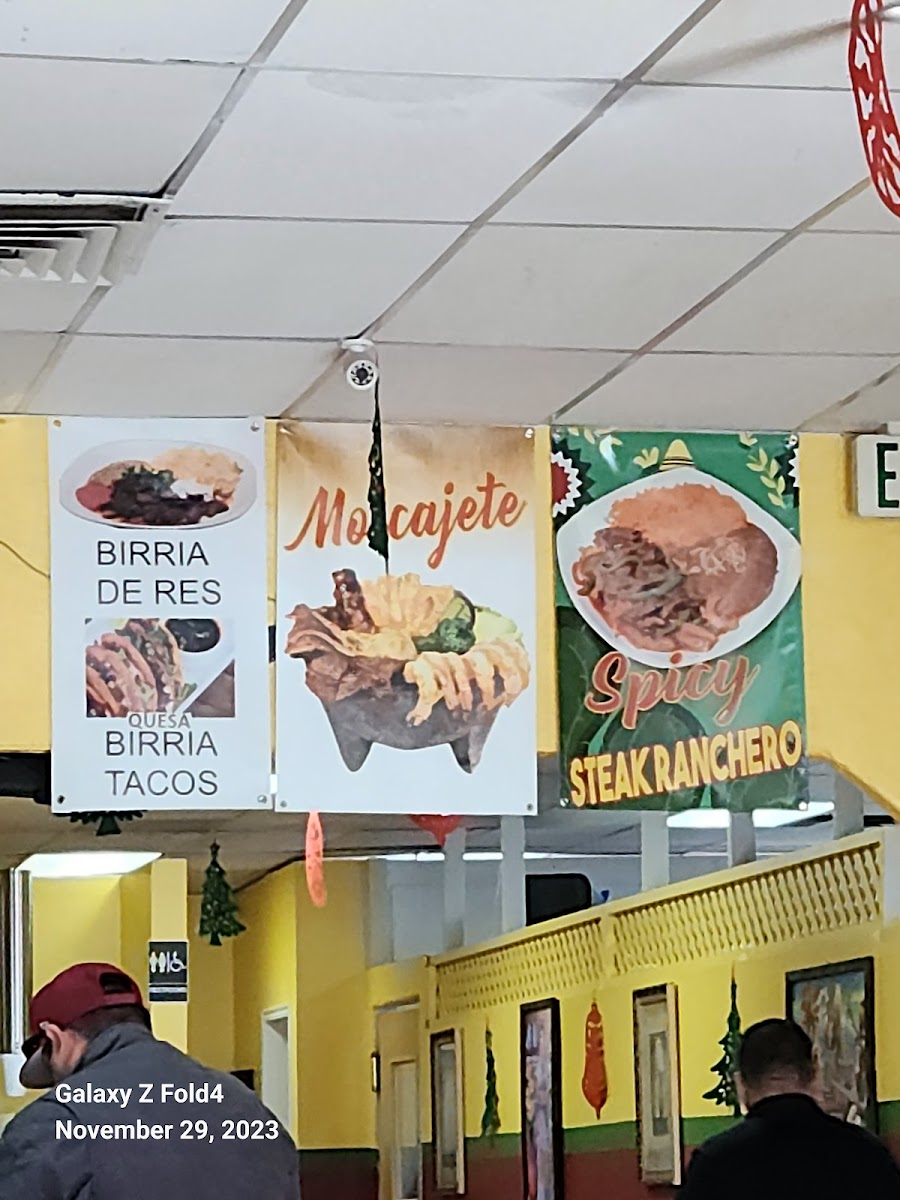 BIRRIA
DE RES
QUESA
BIRRIA
TACOS
Molcajete
Spicy
STEAK RANCHERO
E
Galaxy Z Fold4
November 29, 2023